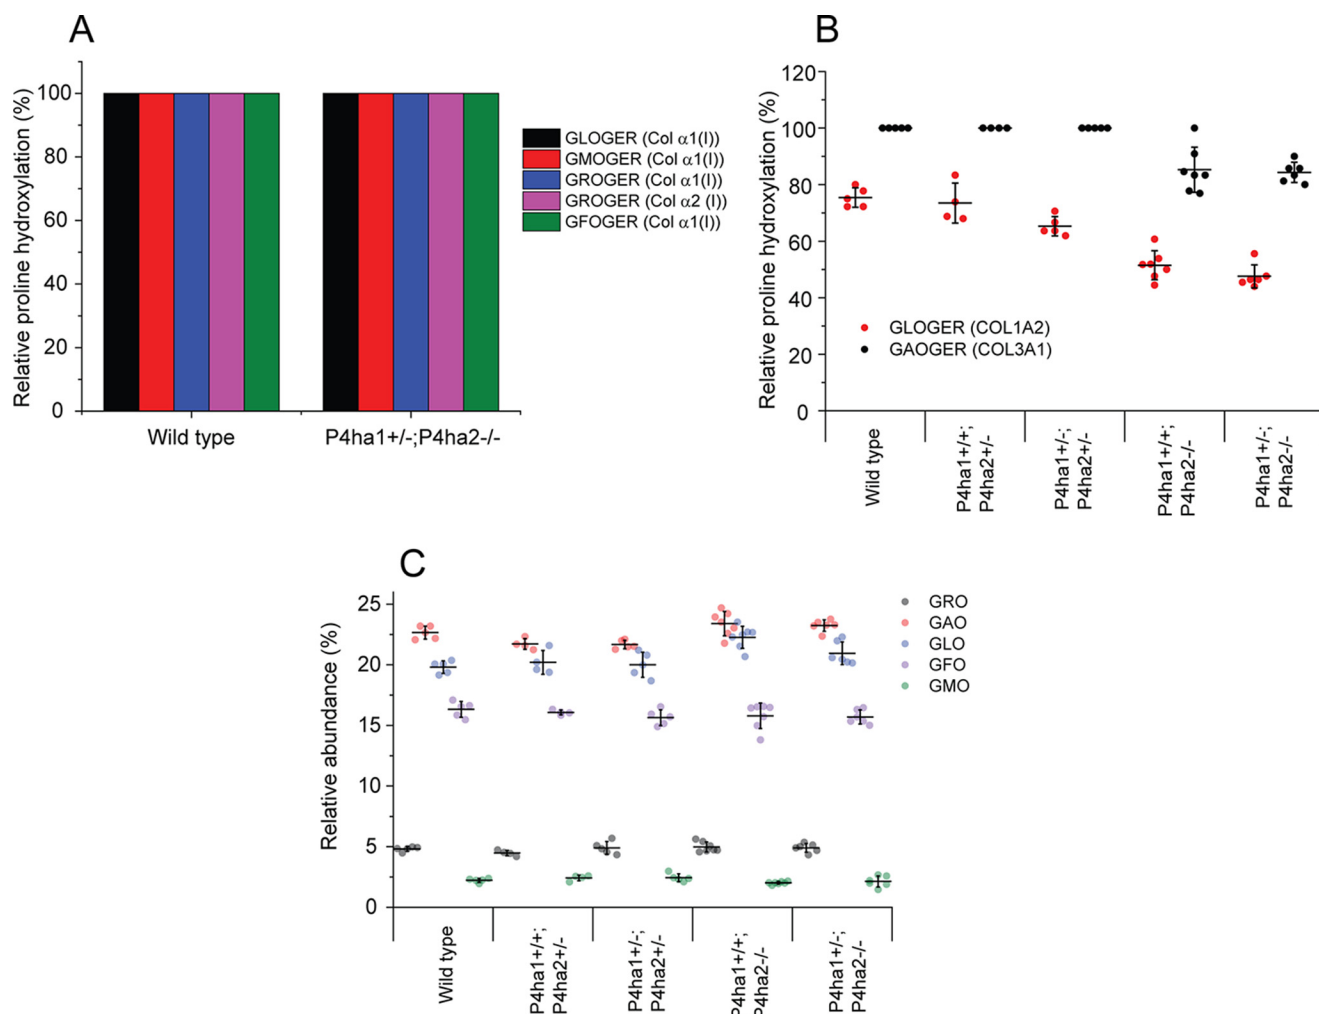 A
Relative proline hydroxylation (%)
100
80
60
40
20
0
Wild type
P4ha1+/-;P4ha2-/-
GLOGER (Col α1(I))
GMOGER (Col α1(I))
GROGER (Col α1(I))
GROGER (Col α2 (I))
GFOGER (Col α1(I))
B
Relative proline hydroxylation (%)
120
100
80
60
40
20
0
GLOGER (COL1A2)
GAOGER (COL3A1)
Wild type
P4ha1+/+;
P4ha2+/-
P4ha1+/-;
P4ha2+/-
P4ha1+/+;
P4ha2-/-
P4ha1+/-;
P4ha2-/-
C
Relative abundance (%)
25
20
15
10
5
0
GRO
GAO
GLO
GFO
GMO
Wild type
P4ha1+/+;
P4ha2+/-
P4ha1+/-;
P4ha2+/-
P4ha1+/+;
P4ha2-/-
P4ha1+/-;
P4ha2-/-